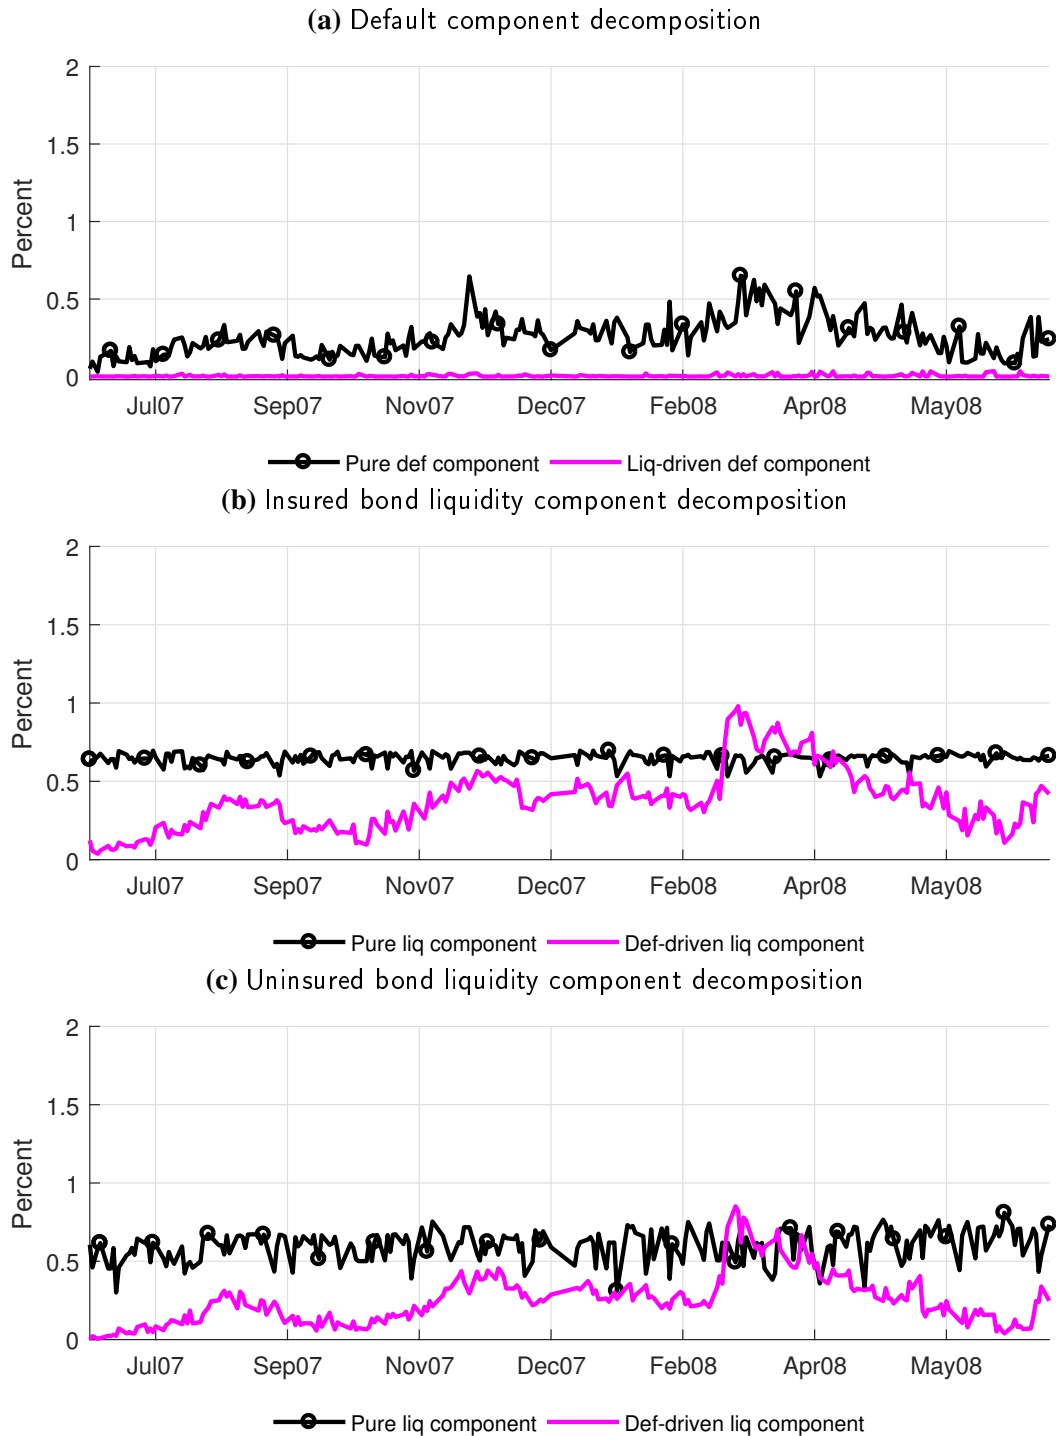 (a) Default component decomposition
2
1.5
1
0.5
0
Percent
Jul07 Sep07 Nov07 Dec07 Feb08 Apr08 May08
Pure def component Liq-driven def component
(b) Insured bond liquidity component decomposition
2
1.5
1
0.5
0
Percent
Jul07 Sep07 Nov07 Dec07 Feb08 Apr08 May08
Pure liq component Def-driven liq component
(c) Uninsured bond liquidity component decomposition
2
1.5
1
0.5
0
Percent
Jul07 Sep07 Nov07 Dec07 Feb08 Apr08 May08
Pure liq component Def-driven liq component